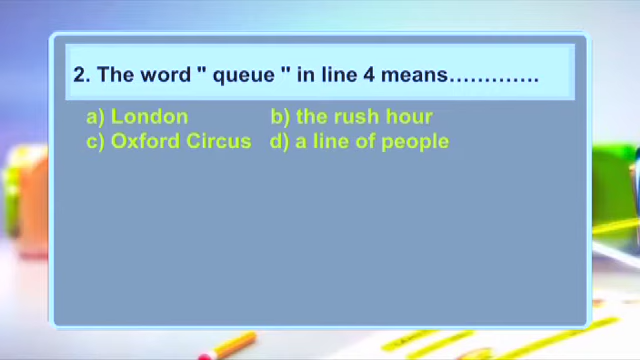 2. The word " queue " in line 4 means………….
a) London b) the rush hour
c) Oxford Circus d) a line of people